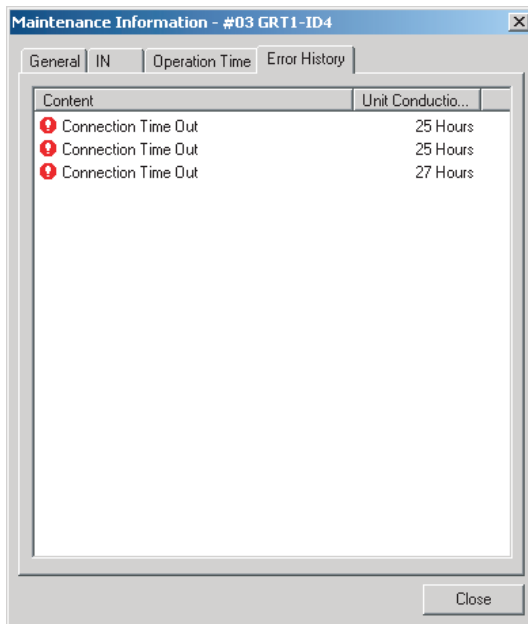 Maintenance Information - #03 GRT1-ID4
General IN Operation Time Error History
Content Unit Conductio...
Connection Time Out 25 Hours
Connection Time Out 25 Hours
Connection Time Out 27 Hours
Close